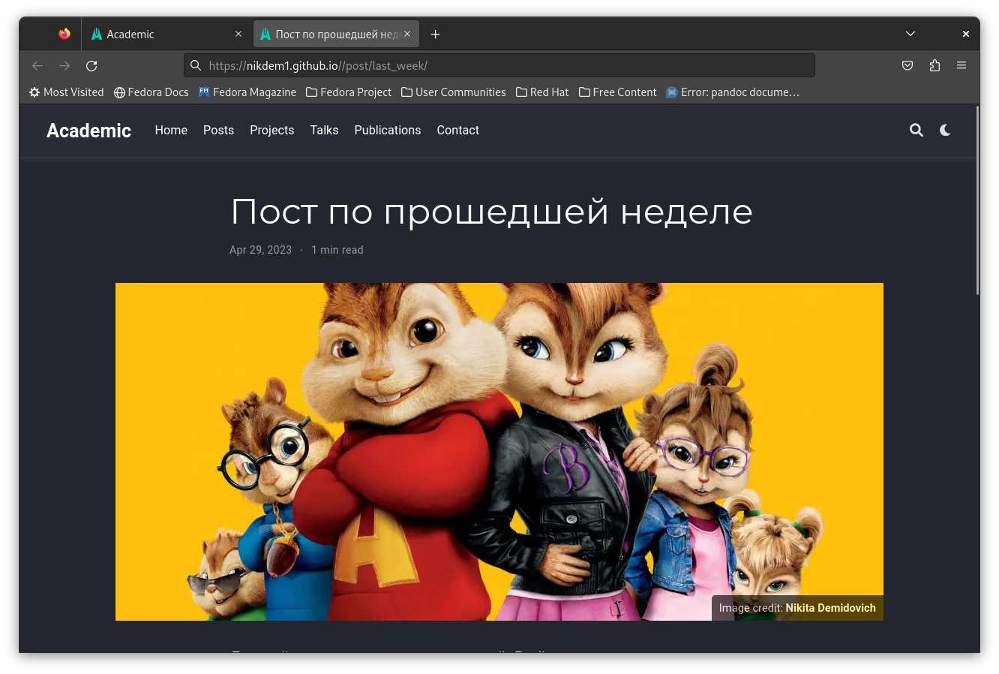 Academic
Пост по прошедшей нед
https://nikdem1.github.io//post/last_week/
Most Visited Fedora Docs Fedora Magazine Fedora Project User Communities Red Hat Free Content Error: pandoc docume…
Academic Home Posts Projects Talks Publications Contact
Пост по прошедшей неделе
Apr 29, 2023 · 1 min read
B
A
Image credit: Nikita Demidovich